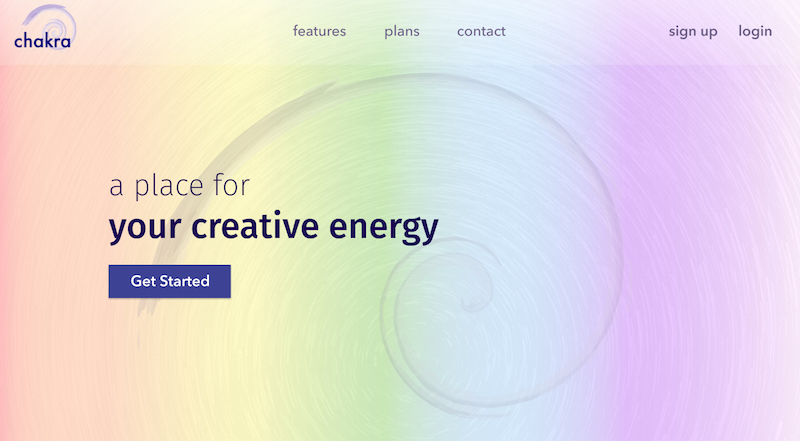 chakra
features
plans
contact
sign up
login
a place for
your creative energy
Get Started